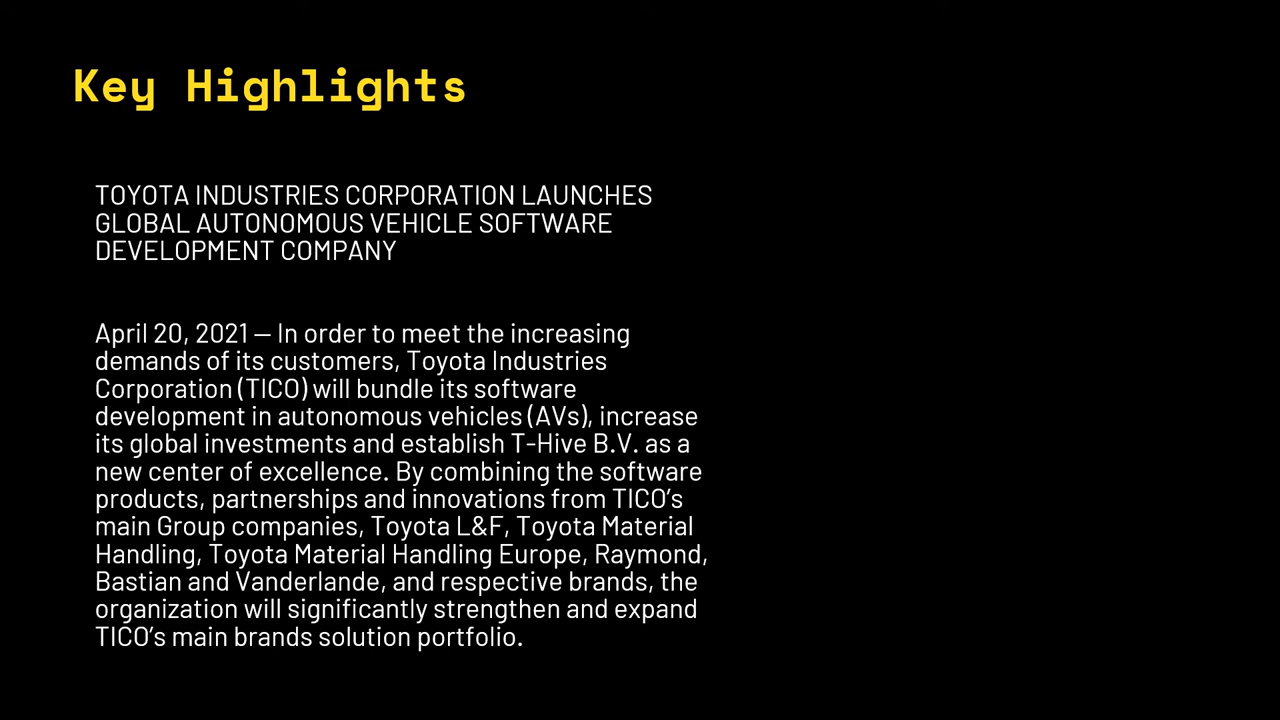 Key Highlights
TOYOTA INDUSTRIES CORPORATION LAUNCHES
GLOBAL AUTONOMOUS VEHICLE SOFTWARE
DEVELOPMENT COMPANY
April 20, 2021 — In order to meet the increasing
demands of its customers, Toyota Industries
Corporation (TICO) will bundle its software
development in autonomous vehicles (AVs), increase
its global investments and establish T-Hive B.V. as a
new center of excellence. By combining the software
products, partnerships and innovations from TICO’s
main Group companies, Toyota L&F, Toyota Material
Handling, Toyota Material Handling Europe, Raymond,
Bastian and Vanderlande, and respective brands, the
organization will significantly strengthen and expand
TICO’s main brands solution portfolio.